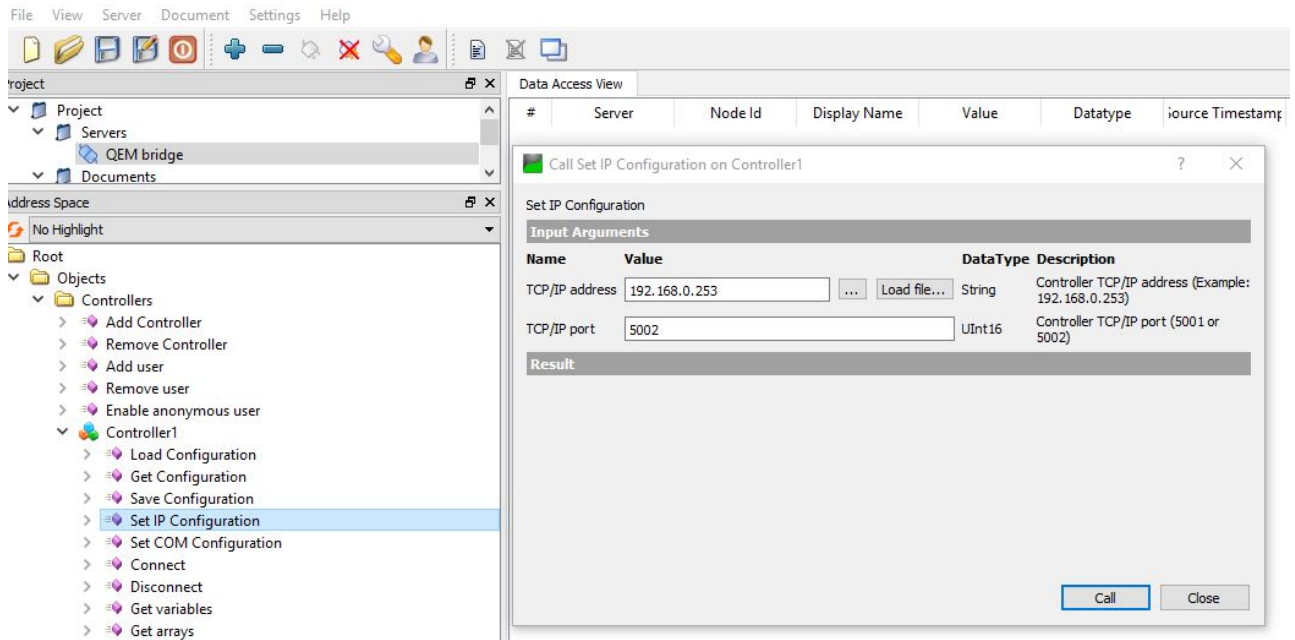 File View Server Document Settings Help
Project
Project
Servers
QEM bridge
Documents
Address Space
No Highlight
Root
Objects
Controllers
Add Controller
Remove Controller
Add user
Remove user
Enable anonymous user
Controller1
Load Configuration
Get Configuration
Save Configuration
Set IP Configuration
Set COM Configuration
Connect
Disconnect
Get variables
Get arrays
Data Access View
# Server Node Id Display Name Value Datatype Source Timestamp
Call Set IP Configuration on Controller1 ?
Set IP Configuration
Input Arguments
Name Value DataType Description
TCP/IP address 192.168.0.253 ... Load file... String Controller TCP/IP address (Example:
192.168.0.253)
TCP/IP port 5002 UInt16 Controller TCP/IP port (5001 or
5002)
Result
Call Close